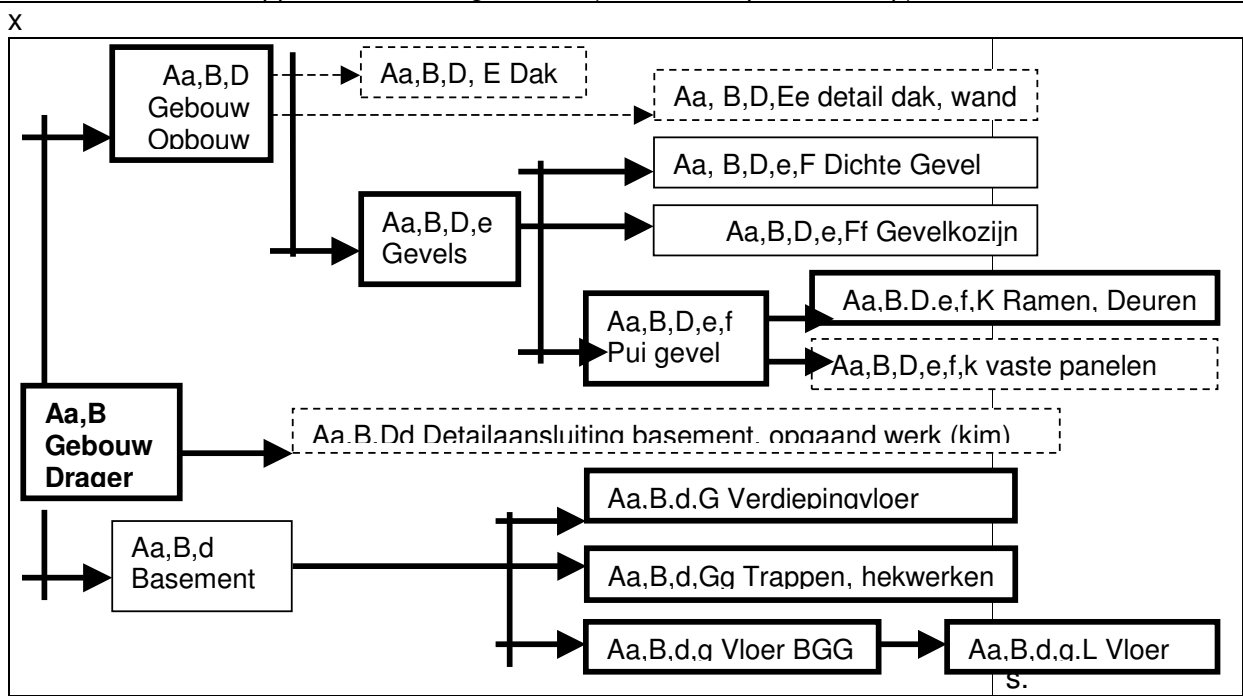 x
Aa,B,D
Gebouw
Opbouw
Aa,B,D, E Dak
Aa, B,D,Ee detail dak, wand
Aa, B,D,e,F Dichte Gevel
Aa,B,D,e
Gevels
Aa,B,D,e,Ff Gevelkozijn
Aa,B,D,e,f
Pui gevel
Aa,B.D.e,f,K Ramen, Deuren
Aa,B,D,e,f,k vaste panelen
Aa,B
Gebouw
Drager
Aa,B,Dd Detailaansluiting basement, opgaand werk (kim)
Aa,B,d
Basement
Aa,B,d,G Verdiepingvloer
Aa,B,d,Gg Trappen, hekwerken
Aa,B,d,g Vloer BGG
Aa,B,d,g.L Vloer
s.